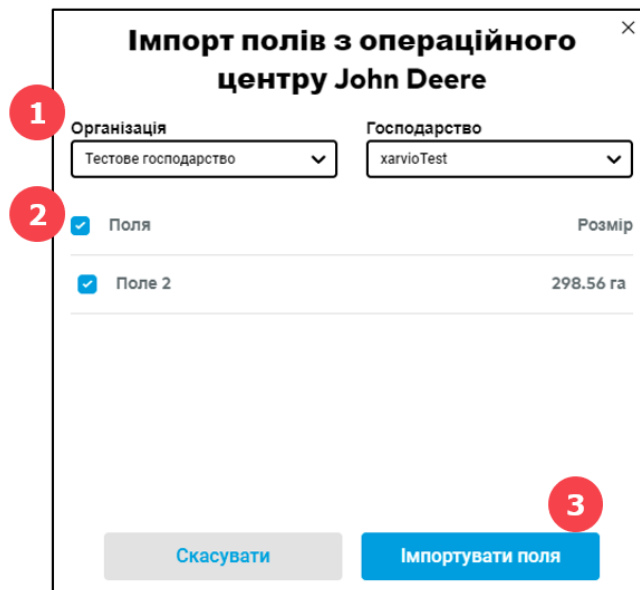 Імпорт полів з операційного
центру John Deere
1
Організація
Господарство
Тестове господарство
xarvioTest
2
Поля
Розмір
Поле 2
298.56 га
3
Скасувати
Імпортувати поля